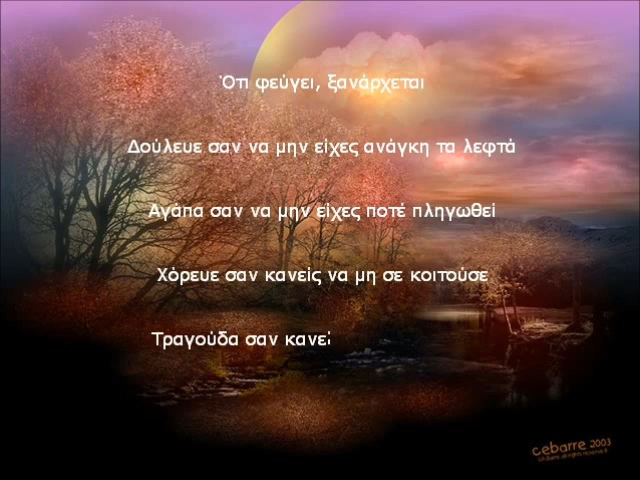 Ότι φεύγει, ξανάρχεται
Δούλευε σαν να μην είχες ανάγκη τα λεφτά
Αγάπα σαν να μην είχες ποτέ πληγωθεί
Χόρευε σαν κανείς να μη σε κοιτούσε
Τραγούδα σαν κανεί
cebarre 2003